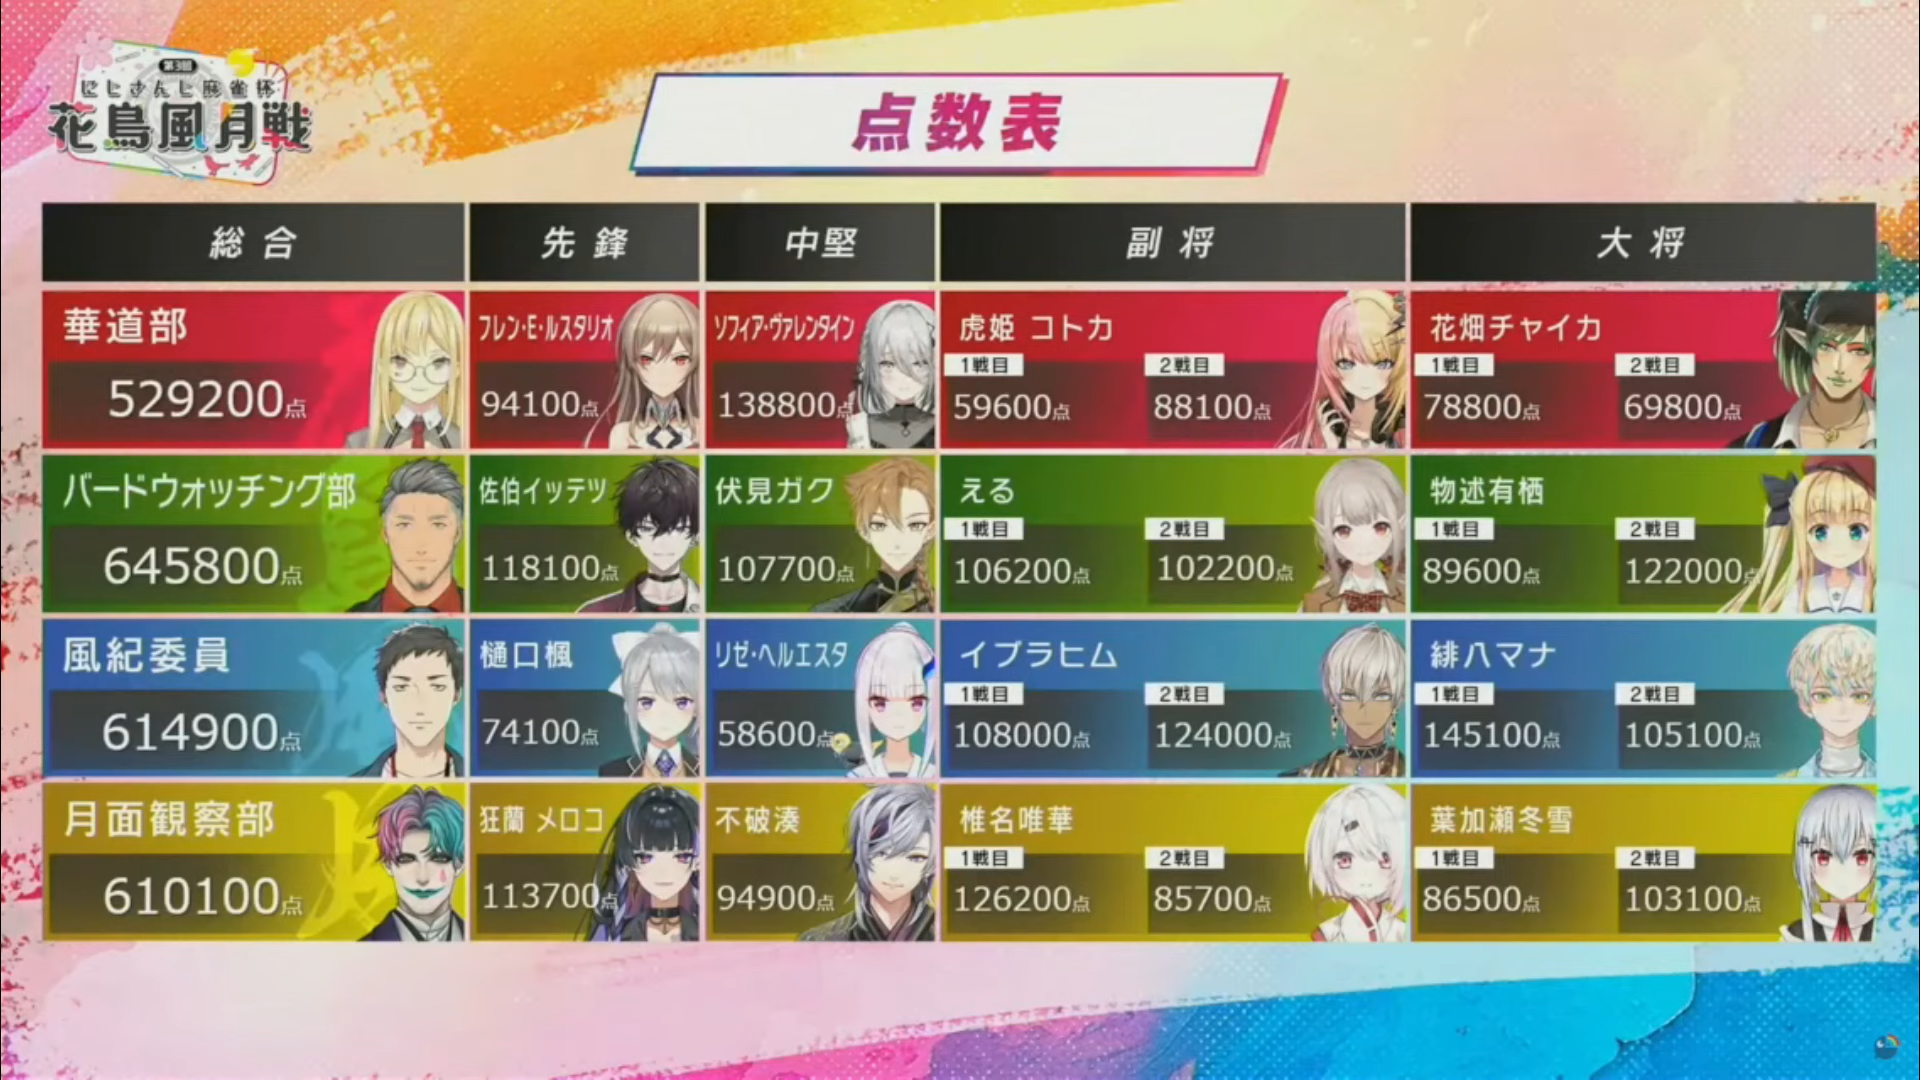 第3回
にじさんじ麻雀杯
花鳥風月戦
点数表
総合
先鋒
中堅
副将
大将
華道部
529200点
フレン・E・ルスタリオ
94100点
ソフィア・ヴァレンタイン
138800点
虎姫 コトカ
1戦目
59600点
2戦目
88100点
花畑チャイカ
1戦目
78800点
2戦目
69800点
バードウォッチング部
645800点
佐伯イッテツ
118100点
伏見ガク
107700点
える
1戦目
106200点
2戦目
102200点
物述有栖
1戦目
89600点
2戦目
122000点
風紀委員
614900点
樋口楓
74100点
リゼ・ヘルエスタ
58600点
イブラヒム
1戦目
108000点
2戦目
124000点
緋八マナ
1戦目
145100点
2戦目
105100点
月面観察部
610100点
狂蘭 メロコ
113700点
不破湊
94900点
椎名唯華
1戦目
126200点
2戦目
85700点
葉加瀬冬雪
1戦目
86500点
2戦目
103100点